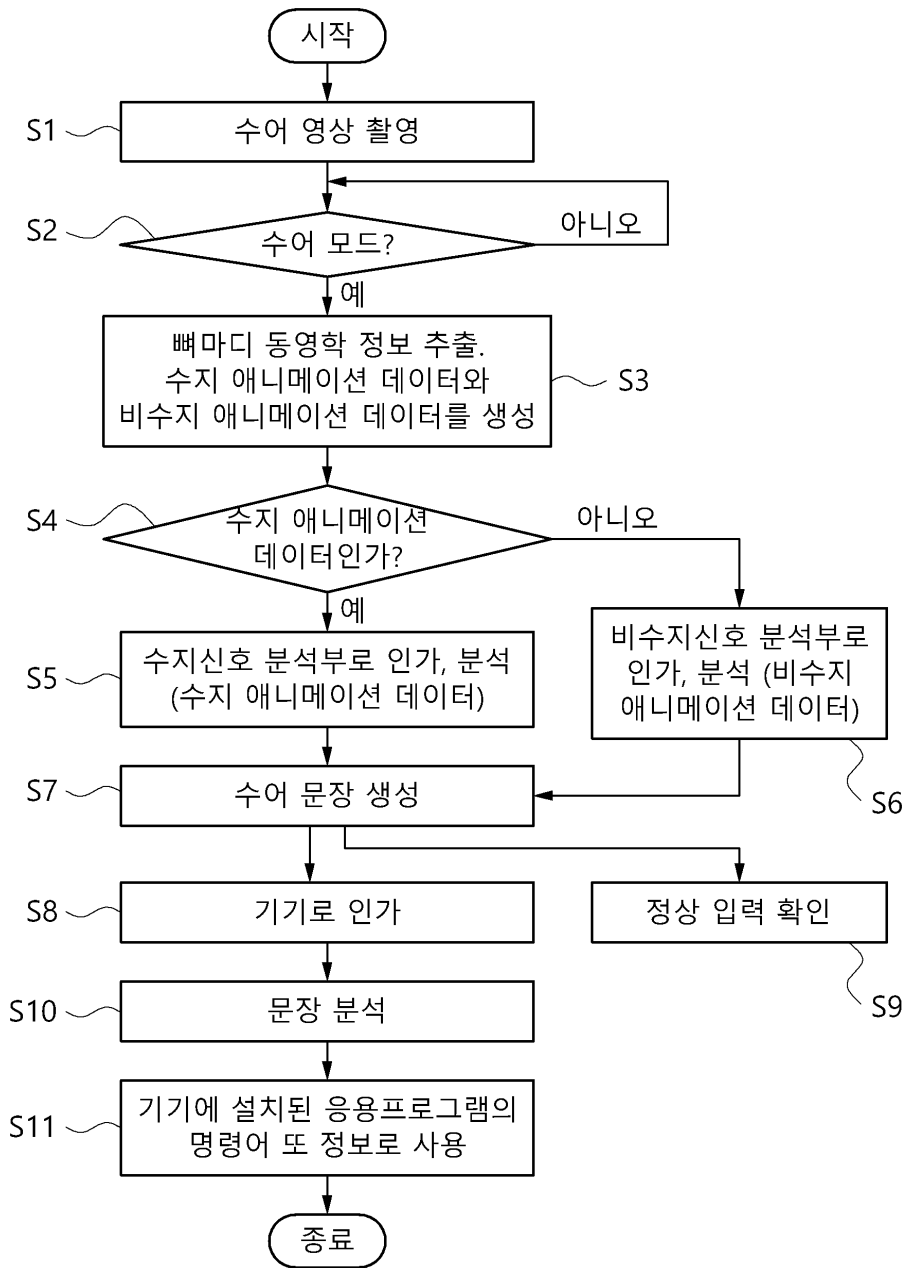 시작
S1
수어 영상 촬영
S2
수어 모드?
아니오
예
뼈마디 동영학 정보 추출.
수지 애니메이션 데이터와
비수지 애니메이션 데이터를 생성
S3
S4
수지 애니메이션
데이터인가?
아니오
예
S5
수지신호 분석부로 인가, 분석
(수지 애니메이션 데이터)
비수지신호 분석부로
인가, 분석 (비수지
애니메이션 데이터)
S6
S7
수어 문장 생성
S8
기기로 인가
정상 입력 확인
S9
S10
문장 분석
S11
기기에 설치된 응용프로그램의
명령어 또 정보로 사용
종료